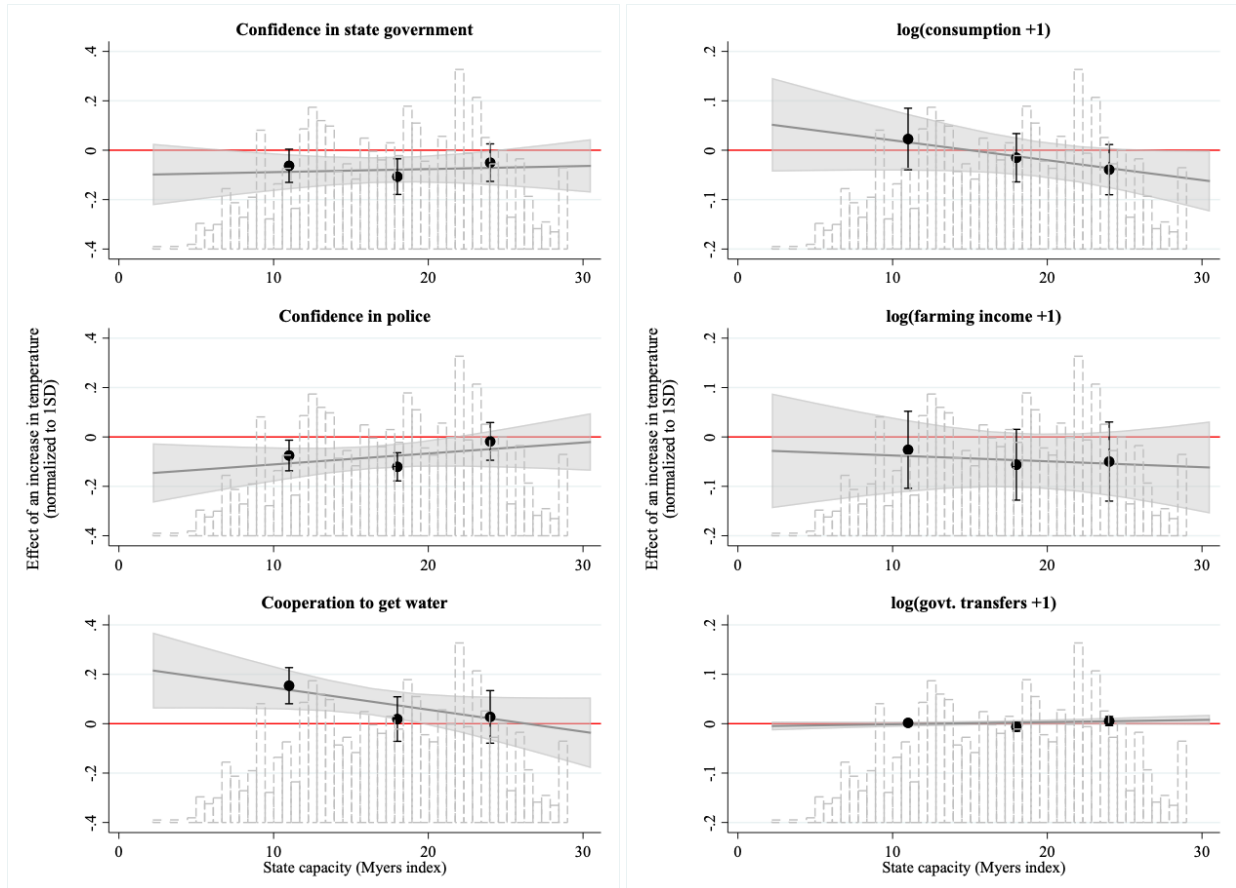 Confidence in state government
.4
.2
0
-.2
-.4
0 10 20 30
Confidence in police
.4
.2
0
-.2
-.4
0 10 20 30
Cooperation to get water
.4
.2
0
-.2
-.4
0 10 20 30
Effect of an increase in temperature
(normalized to 1SD)
State capacity (Myers index)
log(consumption +1)
.2
.1
0
-.1
-.2
0 10 20 30
log(farming income +1)
.2
.1
0
-.1
-.2
0 10 20 30
log(govt. transfers +1)
.2
.1
0
-.1
-.2
0 10 20 30
Effect of an increase in temperature
(normalized to 1SD)
State capacity (Myers index)